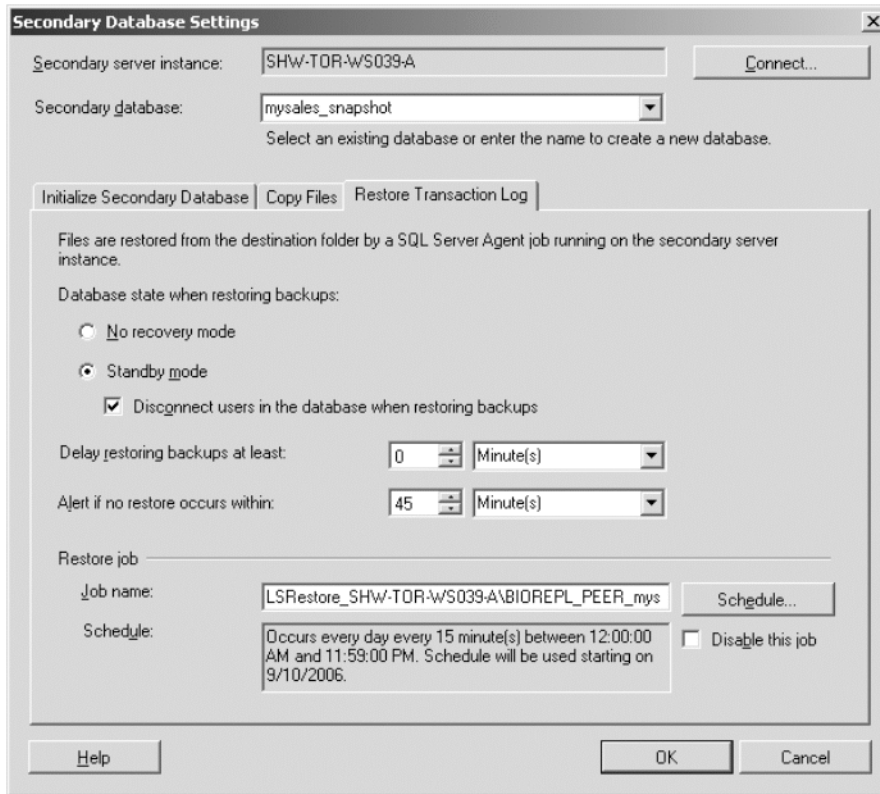 Secondary Database Settings
Secondary server instance: SHW-TOR-WS039-A Connect...
Secondary database: mysales_snapshot
Select an existing database or enter the name to create a new database.
Initialize Secondary Database Copy Files Restore Transaction Log
Files are restored from the destination folder by a SQL Server Agent job running on the secondary server
instance.
Database state when restoring backups:
No recovery mode
Standby mode
Disconnect users in the database when restoring backups
Delay restoring backups at least: 0 Minute(s)
Alert if no restore occurs within: 45 Minute(s)
Restore job
Job name: LSRestore_SHW-TOR-WS039-A\BIOREPL_PEER_mys Schedule...
Schedule: Occurs every day every 15 minute(s) between 12:00:00 Disable this job
AM and 11:59:00 PM. Schedule will be used starting on
9/10/2006.
Help OK Cancel